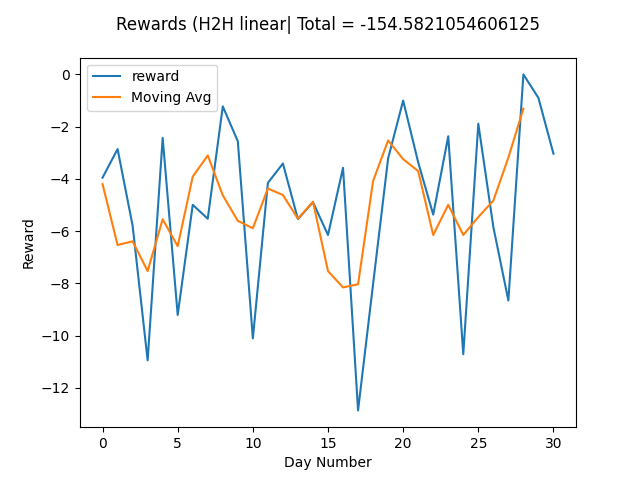 Rewards (H2H linear| Total = -154.5821054606125
reward
Moving Avg
0
−2
−4
−6
−8
−10
−12
Reward
0 5 10 15 20 25 30
Day Number